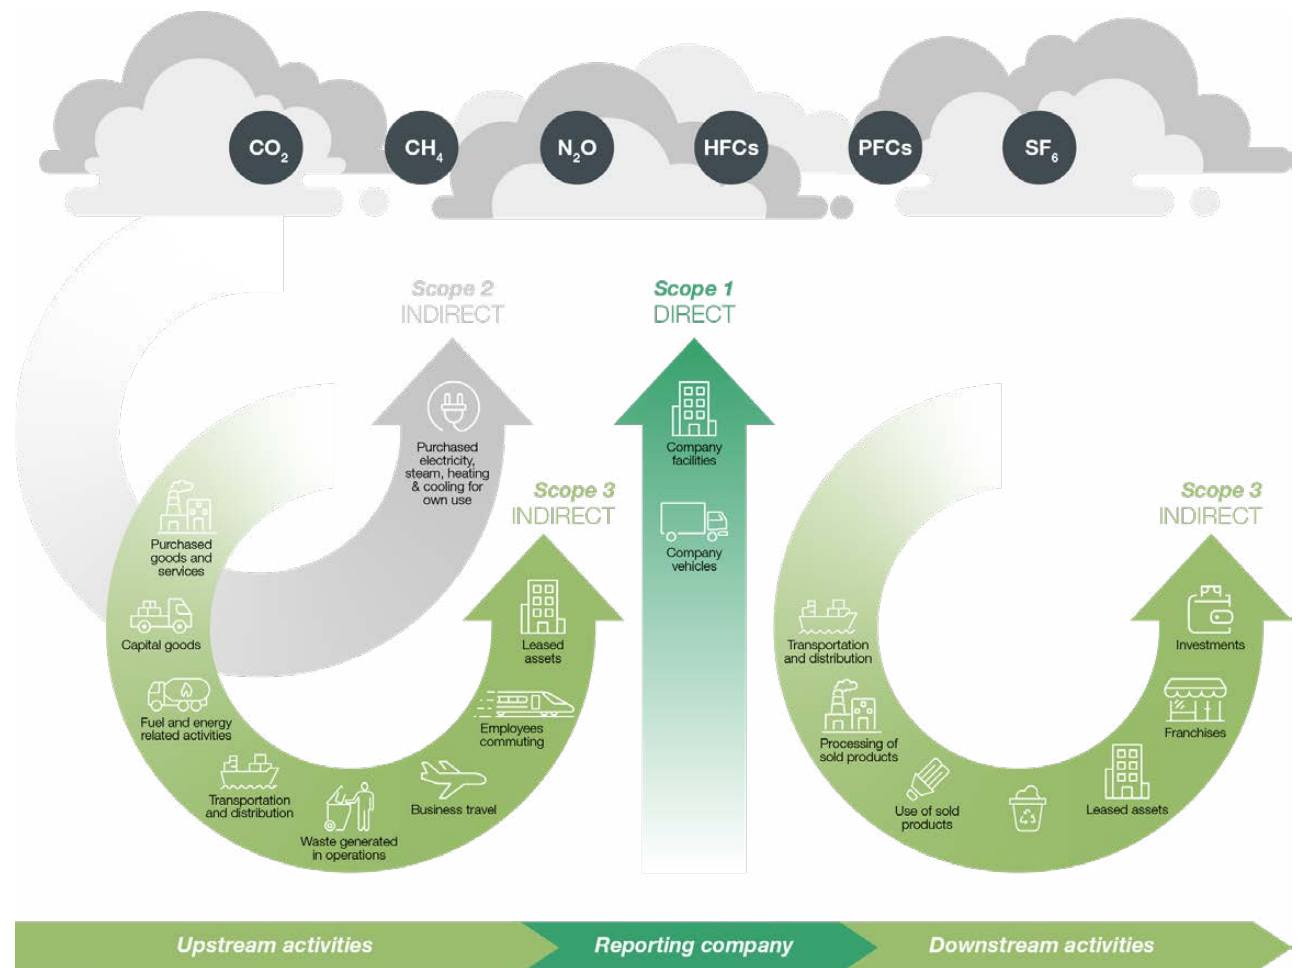 CO2
CH4
N2O
HFCs
PFCs
SF6
Scope 2
INDIRECT
Purchased
electricity,
steam, heating
& cooling for
own use
Scope 1
DIRECT
Company
facilities
Company
vehicles
Scope 3
INDIRECT
Purchased
goods and
services
Capital goods
Fuel and energy
related activities
Transportation
and distribution
Waste generated
in operations
Business travel
Employees
commuting
Leased
assets
Scope 3
INDIRECT
Transportation
and distribution
Processing of
sold products
Use of sold
products
Leased assets
Franchises
Investments
Upstream activities
Reporting company
Downstream activities